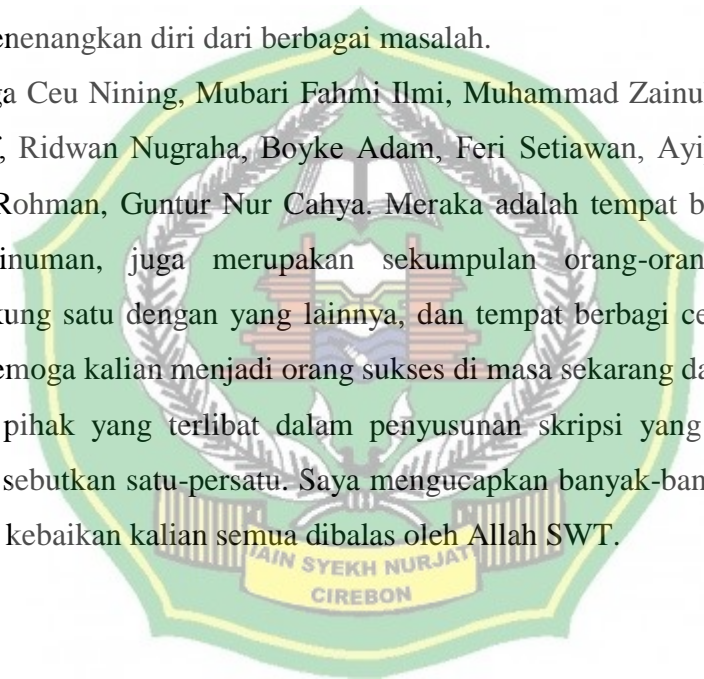 enenangkan diri dari berbagai masalah.
ga Ceu Nining, Mubari Fahmi Ilmi, Muhammad Zainu
, Ridwan Nugraha, Boyke Adam, Feri Setiawan, Ayi
Rohman, Guntur Nur Cahya. Meraka adalah tempat b
inuman, juga merupakan sekumpulan orang-oran
kung satu dengan yang lainnya, dan tempat berbagi ce
emoga kalian menjadi orang sukses di masa sekarang da
pihak yang terlibat dalam penyusunan skripsi yang
sebutkan satu-persatu. Saya mengucapkan banyak-ban
kebaikan kalian semua dibalas oleh Allah SWT.
IAIN SYEKH NURJATI
CIREBON